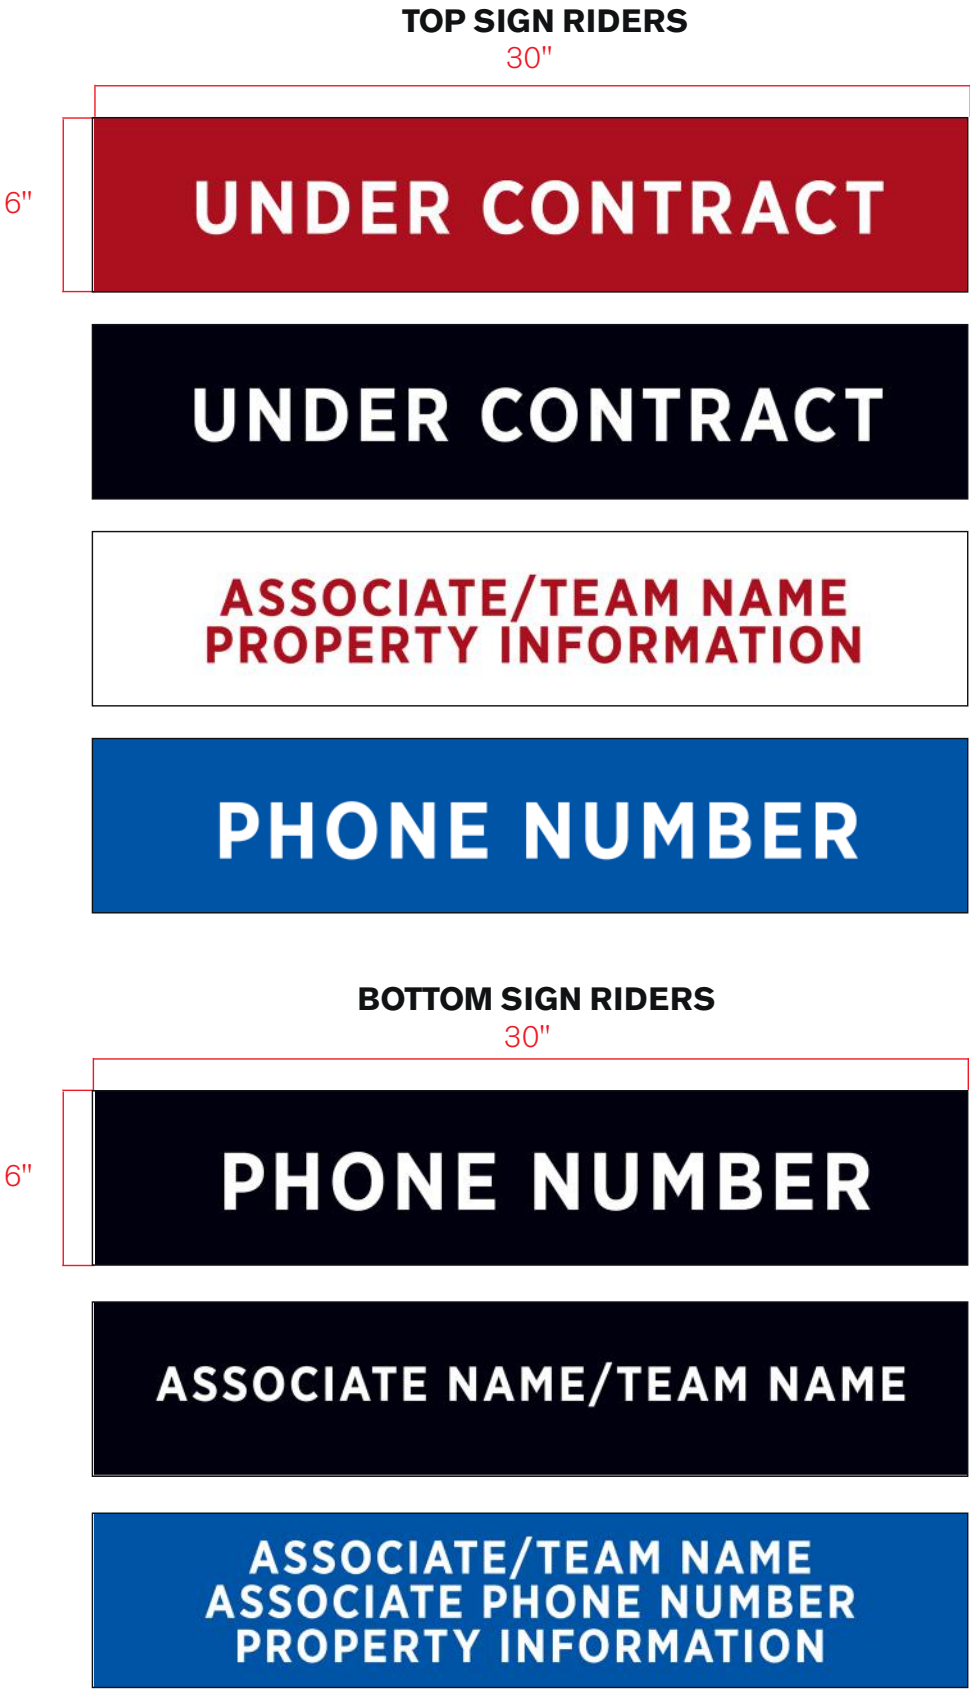 TOP SIGN RIDERS
30"
6"
UNDER CONTRACT
UNDER CONTRACT
ASSOCIATE/TEAM NAME
PROPERTY INFORMATION
PHONE NUMBER
BOTTOM SIGN RIDERS
30"
6"
PHONE NUMBER
ASSOCIATE NAME/TEAM NAME
ASSOCIATE/TEAM NAME
ASSOCIATE PHONE NUMBER
PROPERTY INFORMATION